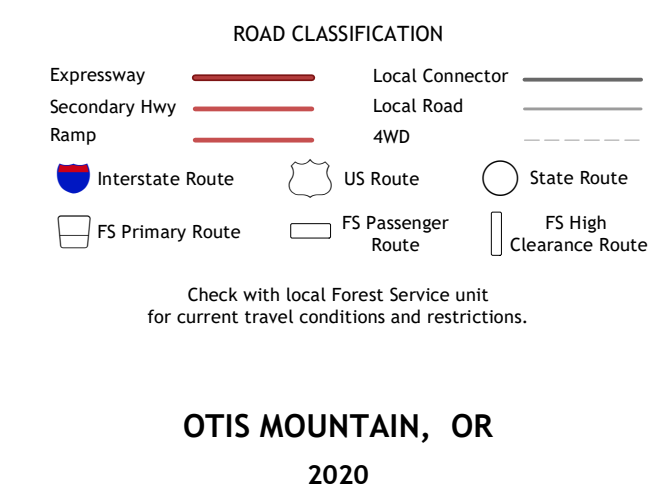 ROAD CLASSIFICATION
Expressway
Local Connector
Secondary Hwy
Local Road
Ramp
4WD
Interstate Route
US Route
State Route
FS Primary Route
FS Passenger
Route
FS High
Clearance Route
Check with local Forest Service unit
for current travel conditions and restrictions.
OTIS MOUNTAIN, OR
2020